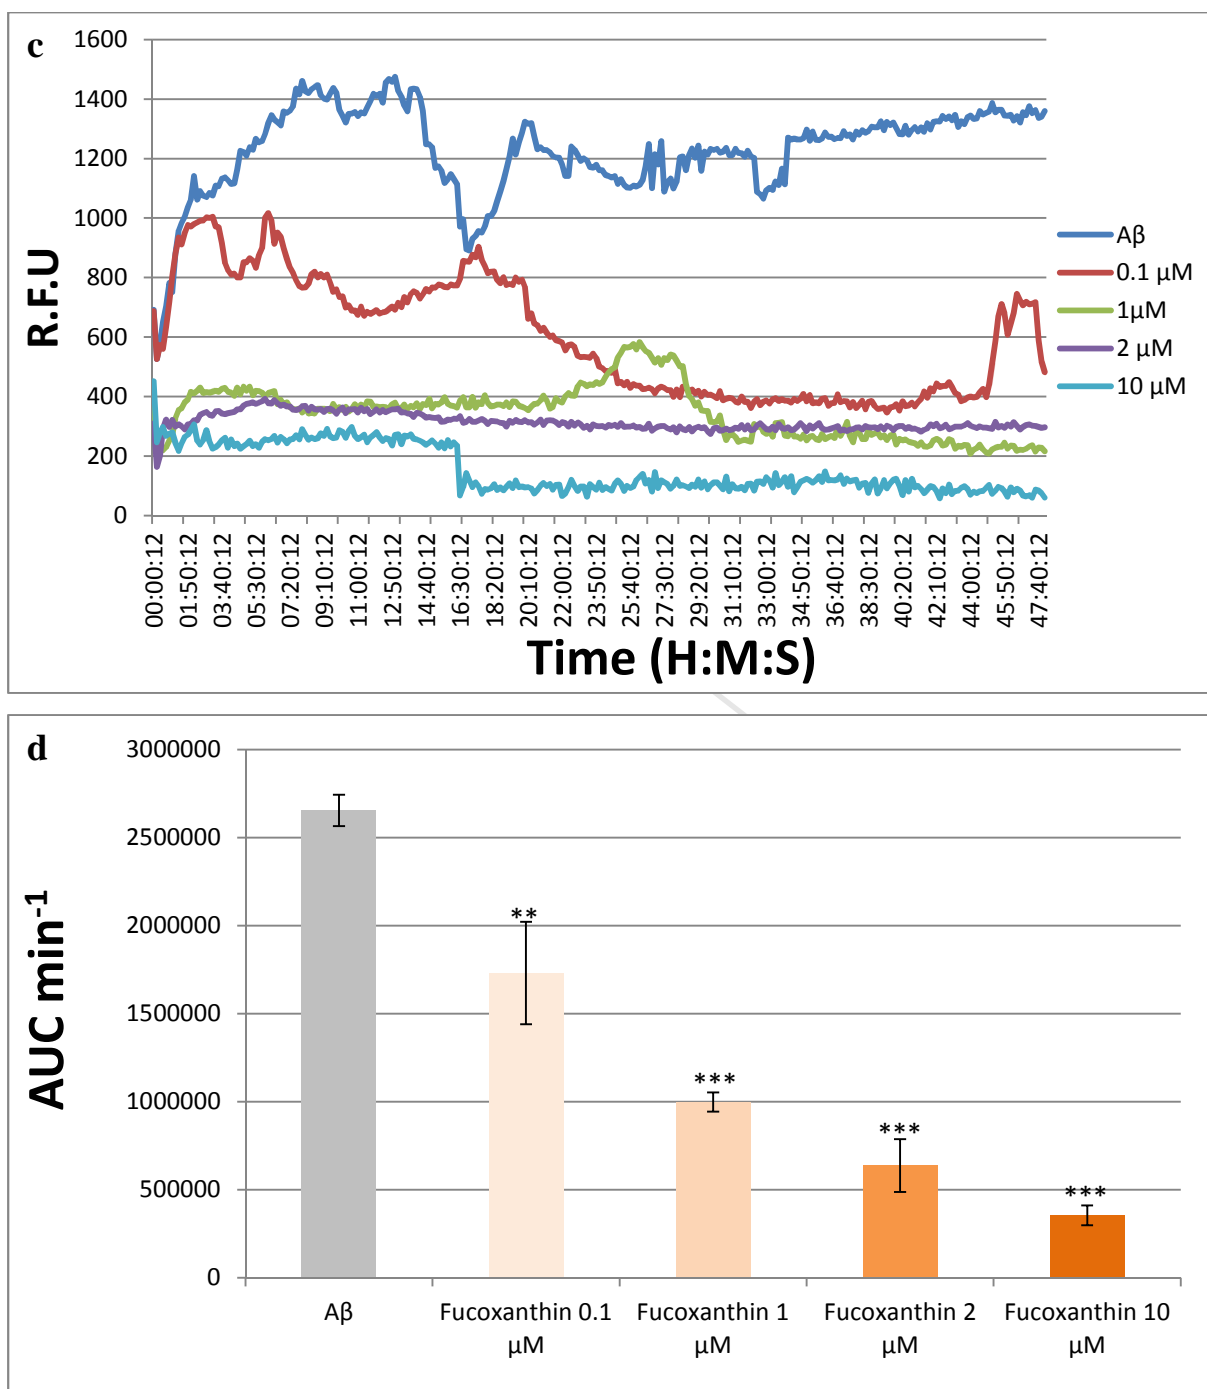 c
1600
1400
1200
1000
800
600
400
200
0
R.F.U
00:00:12
01:50:12
03:40:12
05:30:12
07:20:12
09:10:12
11:00:12
12:50:12
14:40:12
16:30:12
18:20:12
20:10:12
22:00:12
23:50:12
25:40:12
27:30:12
29:20:12
31:10:12
33:00:12
34:50:12
36:40:12
38:30:12
40:20:12
42:10:12
44:00:12
45:50:12
47:40:12
Time (H:M:S)
Aβ
0.1 μM
1μM
2 μM
10 μM
d
3000000
2500000
2000000
1500000
1000000
500000
0
AUC min-1
**
***
***
***
Aβ
Fucoxanthin 0.1
μM
Fucoxanthin 1
μM
Fucoxanthin 2
μM
Fucoxanthin 10
μM